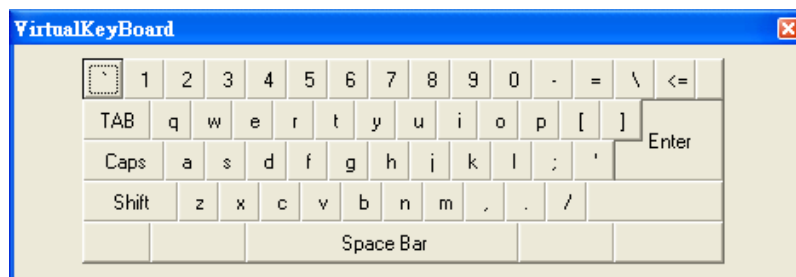 VirtualKeyBoard
` 1 2 3 4 5 6 7 8 9 0 - = \ <=
TAB q w e r t y u i o p [ ] Enter
Caps a s d f g h j k l ; '
Shift z x c v b n m , . /
Space Bar